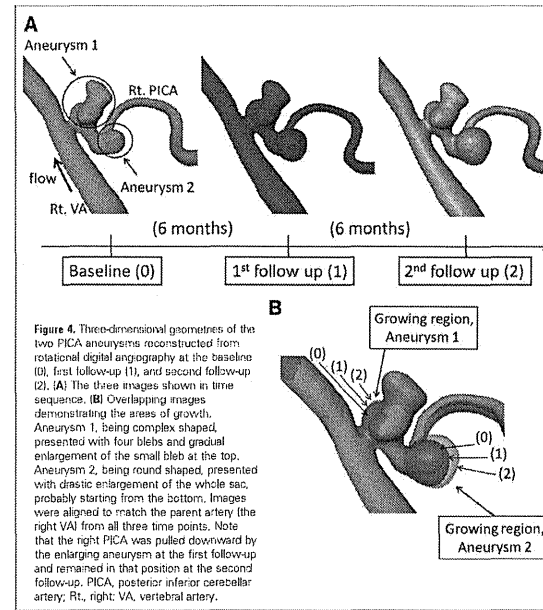 A
Aneurysm 1
Rt. PICA
Aneurysm 2
flow
Rt. VA
(6 months)
(6 months)
Baseline (0)
1st follow up (1)
2nd follow up (2)
Figure 4. Three-dimensional geometries of the
two PICA aneurysms reconstructed from
rotational digital angiography at the baseline
(0), first follow-up (1), and second follow-up
(2). (A) The three images shown in time
sequence. (B) Overlapping images
demonstrating the areas of growth.
Aneurysm 1, being complex shaped,
presented with four blebs and gradual
enlargement of the small bleb at the top.
Aneurysm 2, being round shaped, presented
with drastic enlargement of the whole sac,
probably starting from the bottom. Images
were aligned to match the parent artery (the
right VA) from all three time points. Note
that the right PICA was pulled downward by
the enlarging aneurysm at the first follow-up
and remained in that position at the second
follow-up. PICA, posterior inferior cerebellar
artery; Rt., right; VA, vertebral artery.
B
Growing region,
Aneurysm 1
(0)
(1)
(2)
(0)
(1)
(2)
Growing region,
Aneurysm 2